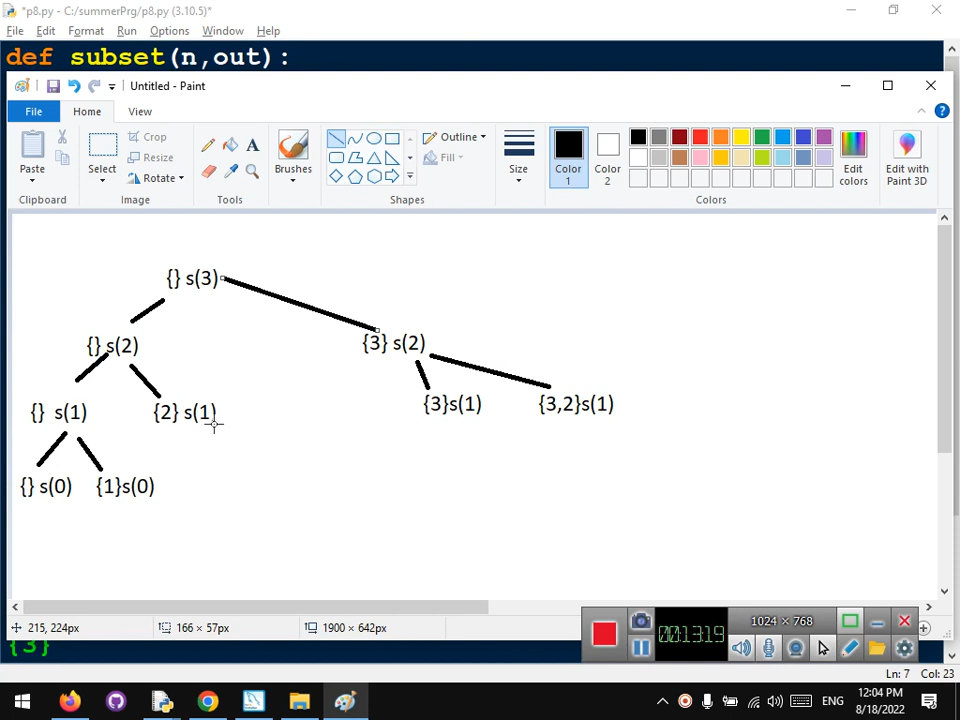 *p8.py - C:/summerPrg/p8.py (3.10.5)*
File Edit Format Run Options Window Help
def subset(n,out):
Untitled - Paint
File Home View
Paste
Select
Crop
Resize
Rotate
Brushes
Outline
Fill
Size
Color 1
Color 2
Edit colors
Edit with Paint 3D
Clipboard Image Tools Shapes Colors
{} s(3)
{} s(2) {3} s(2)
{} s(1) {2} s(1) {3}s(1) {3,2}s(1)
{} s(0) {1}s(0)
215, 224px 166 × 57px 1900 × 642px
1024 × 768
00:13:19
{3}
Ln: 7 Col: 23
ENG
12:04 PM
8/18/2022